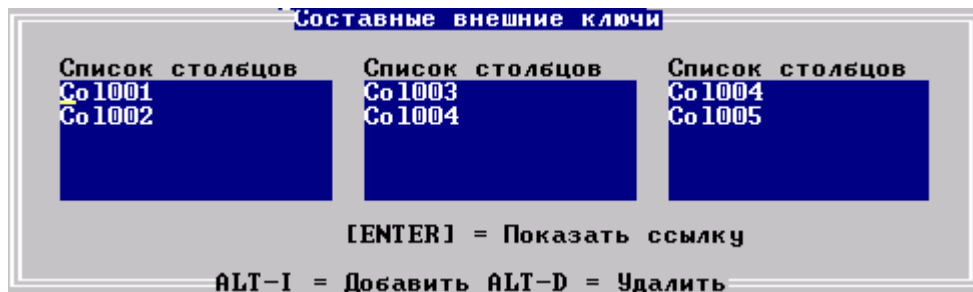 Составные внешние ключи
Список столбцов Список столбцов Список столбцов
Col001 Col003 Col004
Col002 Col004 Col005
[ENTER] = Показать ссылку
ALT-I = Добавить ALT-D = Удалить